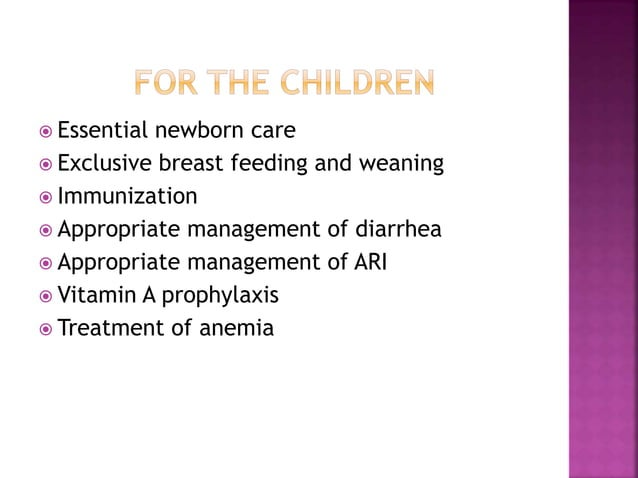 FOR THE CHILDREN
Essential newborn care
Exclusive breast feeding and weaning
Immunization
Appropriate management of diarrhea
Appropriate management of ARI
Vitamin A prophylaxis
Treatment of anemia